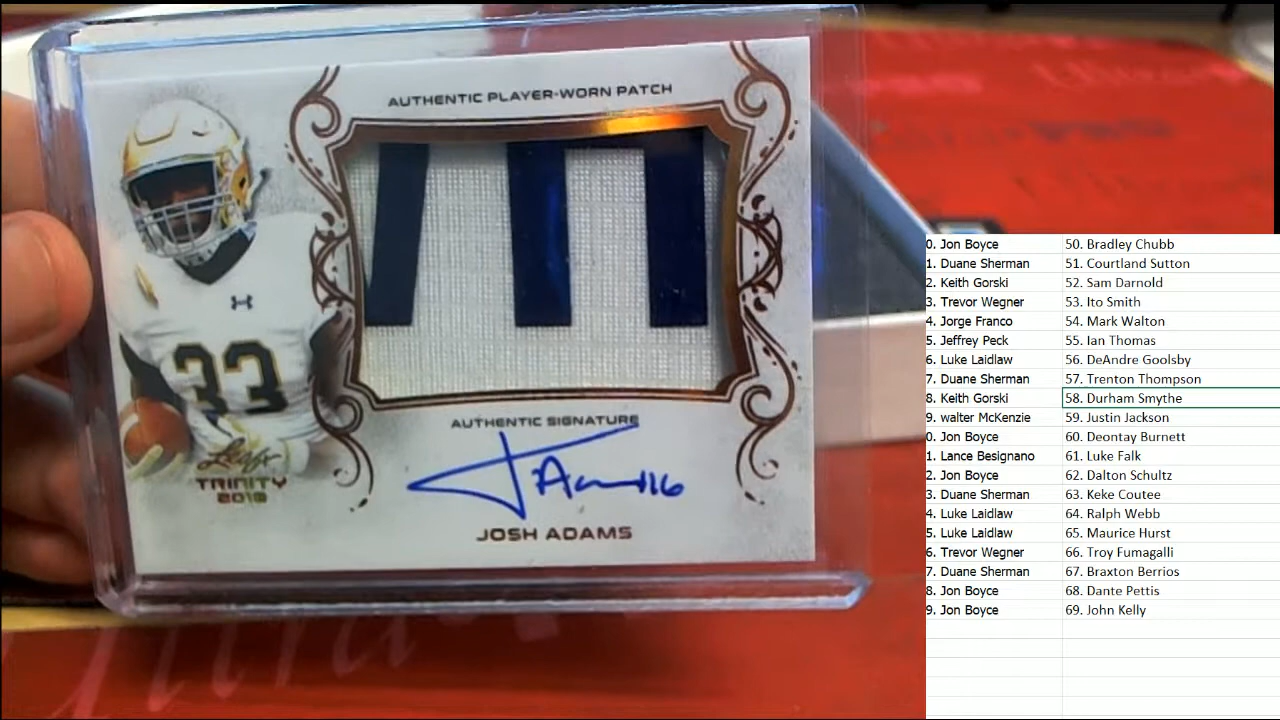 AUTHENTIC PLAYER-WORN PATCH
33
Leaf
TRINITY
2018
AUTHENTIC SIGNATURE
JOSH ADAMS
0. Jon Boyce 50. Bradley Chubb
1. Duane Sherman 51. Courtland Sutton
2. Keith Gorski 52. Sam Darnold
3. Trevor Wegner 53. Ito Smith
4. Jorge Franco 54. Mark Walton
5. Jeffrey Peck 55. Ian Thomas
6. Luke Laidlaw 56. DeAndre Goolsby
7. Duane Sherman 57. Trenton Thompson
8. Keith Gorski 58. Durham Smythe
9. walter McKenzie 59. Justin Jackson
0. Jon Boyce 60. Deontay Burnett
1. Lance Besignano 61. Luke Falk
2. Jon Boyce 62. Dalton Schultz
3. Duane Sherman 63. Keke Coutee
4. Luke Laidlaw 64. Ralph Webb
5. Luke Laidlaw 65. Maurice Hurst
6. Trevor Wegner 66. Troy Fumagalli
7. Duane Sherman 67. Braxton Berrios
8. Jon Boyce 68. Dante Pettis
9. Jon Boyce 69. John Kelly